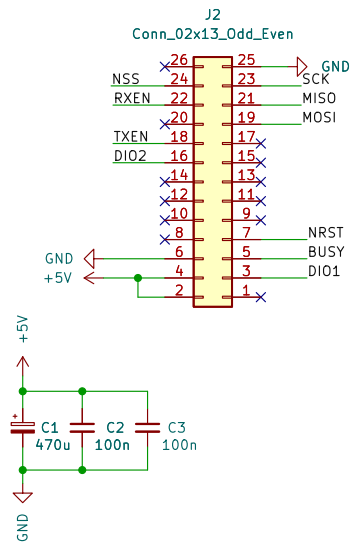 J2
Conn_02x13_Odd_Even
26 25 GND
NSS 24 23 SCK
RXEN 22 21 MISO
20 19 MOSI
TXEN 18 17
DIO2 16 15
14 13
12 11
10 9
8 7 NRST
GND 6 5 BUSY
+5V 4 3 DIO1
2 1
+5V
+ C1 C2 C3
470u 100n 100n
GND